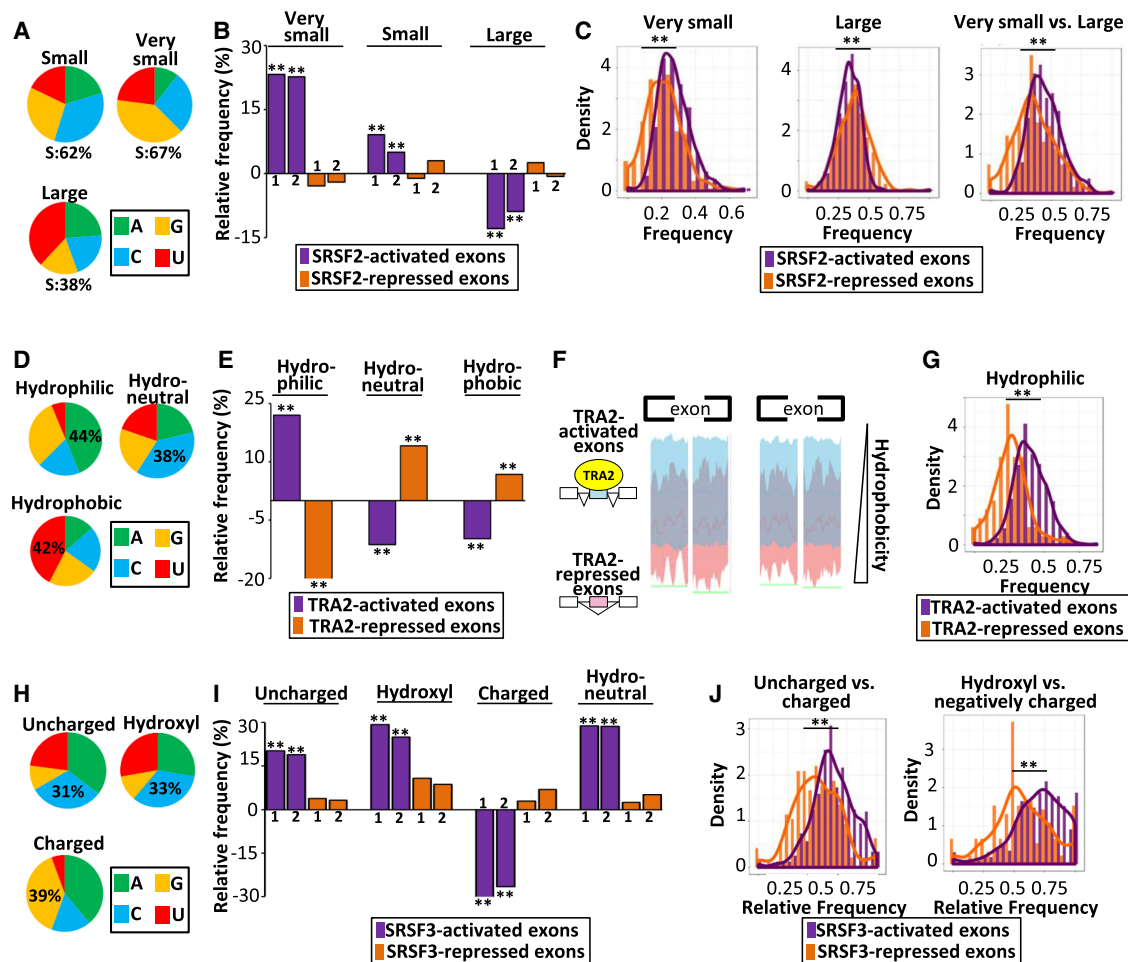 A
Small
Very
small
S:62%
S:67%
Large
S:38%
A
G
C
U
B
Relative frequency (%)
Very
small
Small
Large
30
15
0
-15
**
**
1
2
1
2
**
**
1
2
1
2
1
2
1
2
**
**
SRSF2-activated exons
SRSF2-repressed exons
C
Very small
Large
Very small vs. Large
**
**
**
Density
4
2
0
4
2
0
3
2
1
0
0.2
0.4
0.6
0.25
0.5
0.75
0.25
0.5
0.75
Frequency
Frequency
Frequency
SRSF2-activated exons
SRSF2-repressed exons
D
Hydrophilic
Hydro-
neutral
44%
38%
Hydrophobic
42%
A
G
C
U
E
Relative frequency (%)
Hydro-
philic
Hydro-
neutral
Hydro-
phobic
25
10
-5
-20
**
**
**
**
**
**
TRA2-activated exons
TRA2-repressed exons
F
TRA2-
activated
exons
TRA2
TRA2-
repressed
exons
exon
exon
Hydrophobicity
G
Hydrophilic
**
Density
4
2
0
0.25
0.5
0.75
Frequency
TRA2-activated exons
TRA2-repressed exons
H
Uncharged
Hydroxyl
31%
33%
Charged
39%
A
G
C
U
I
Relative frequency (%)
Uncharged
Hydroxyl
Charged
Hydro-
neutral
30
15
0
-15
-30
**
**
1
2
1
2
**
**
1
2
1
2
1
2
1
2
**
**
**
**
1
2
1
2
SRSF3-activated exons
SRSF3-repressed exons
J
Uncharged vs.
charged
Hydroxyl vs.
negatively charged
**
**
Density
3
2
1
0
Density
3
2
1
0
0.25
0.5
0.75
0.25
0.5
0.75
Relative Frequency
Relative Frequency
SRSF3-activated exons
SRSF3-repressed exons